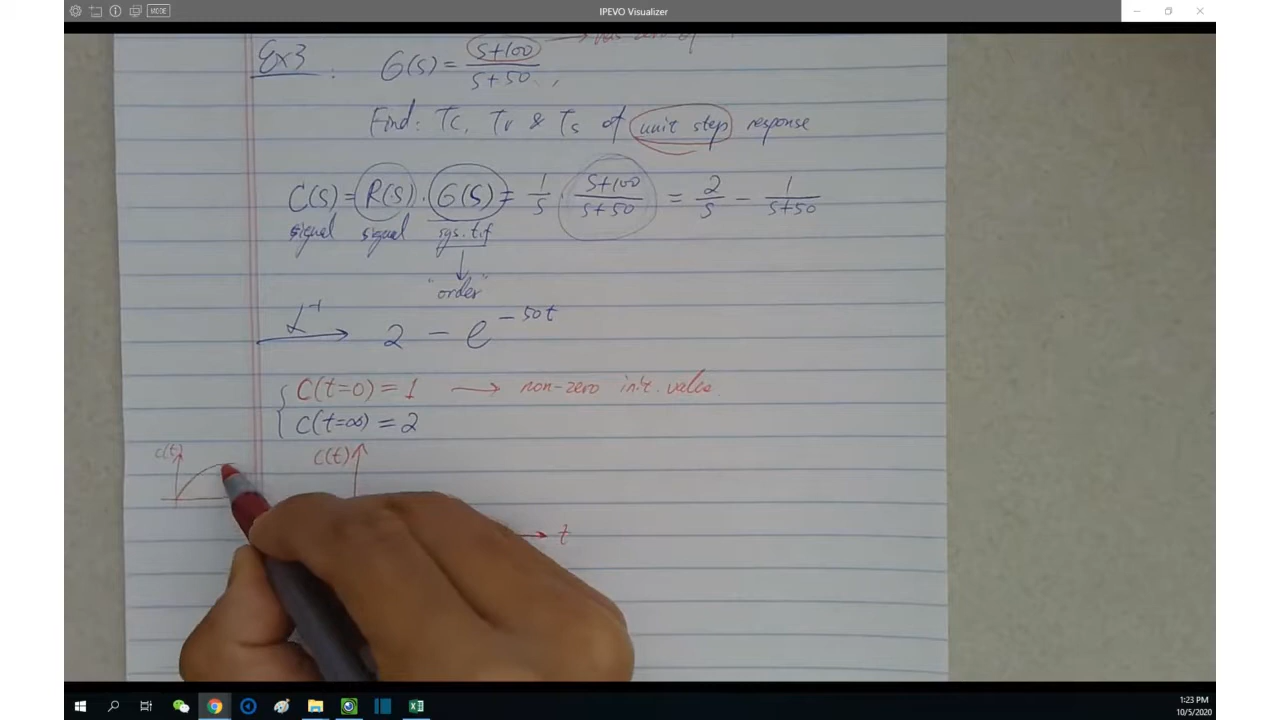 IPEVO Visualizer
MODE
Ex3 : G(s) = s+100 / s+50 ,
Find: Tc, Tr & Ts of unit step response
C(s) = R(s) · G(s) = 1/s · s+100 / s+50 = 2/s - 1 / s+50
signal signal sys. t.f
"order"
L⁻¹ 2 - e^-50t
C(t=0) = 1 → non-zero init. value.
C(t=∞) = 2
c(t) C(t)
t
1:23 PM
10/5/2020